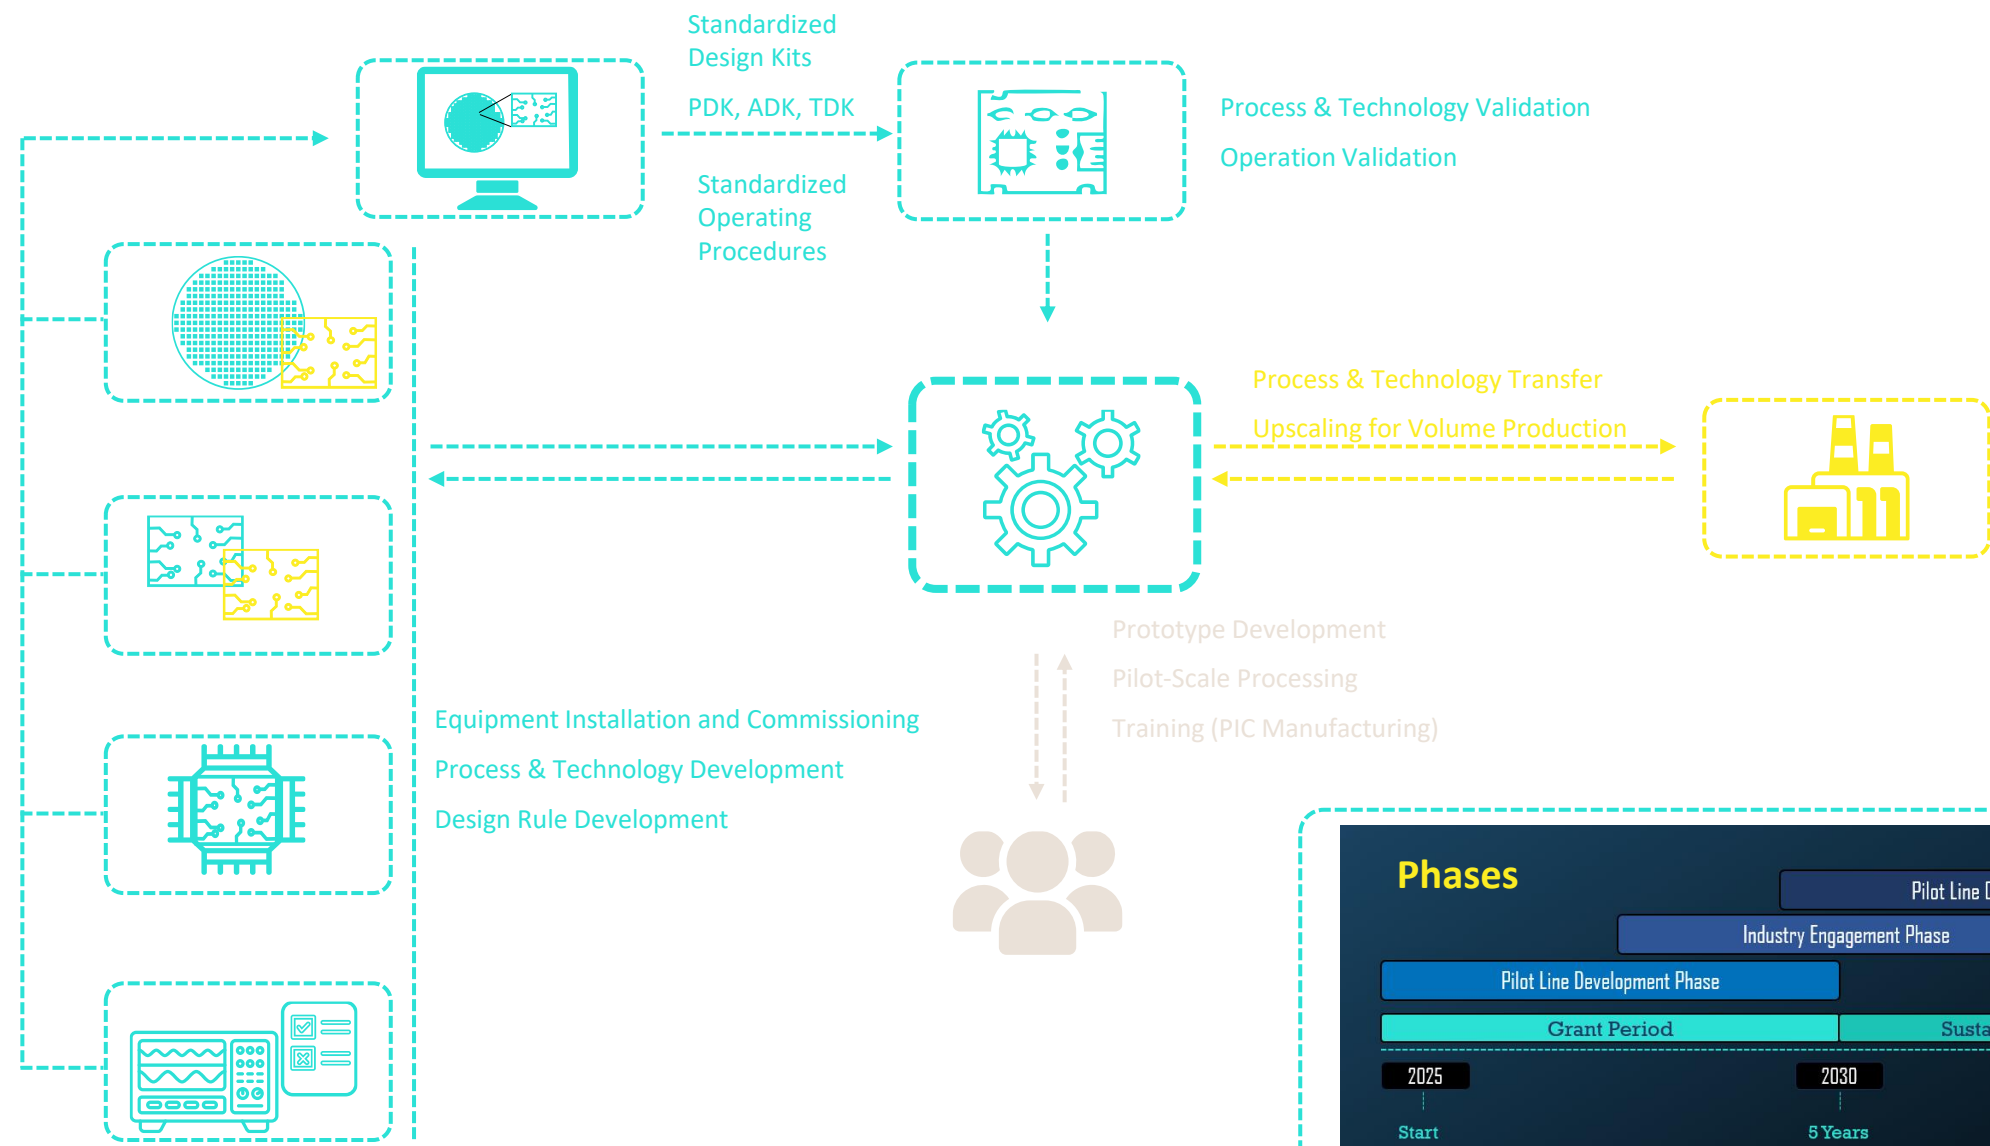 Standardized
Design Kits
PDK, ADK, TDK
Standardized
Operating
Procedures
Process & Technology Validation
Operation Validation
Process & Technology Transfer
Upscaling for Volume Production
Prototype Development
Pilot-Scale Processing
Training (PIC Manufacturing)
Equipment Installation and Commissioning
Process & Technology Development
Design Rule Development
Phases
Pilot Line
Industry Engagement Phase
Pilot Line Development Phase
Grant Period
2025
2030
Start
5 Years